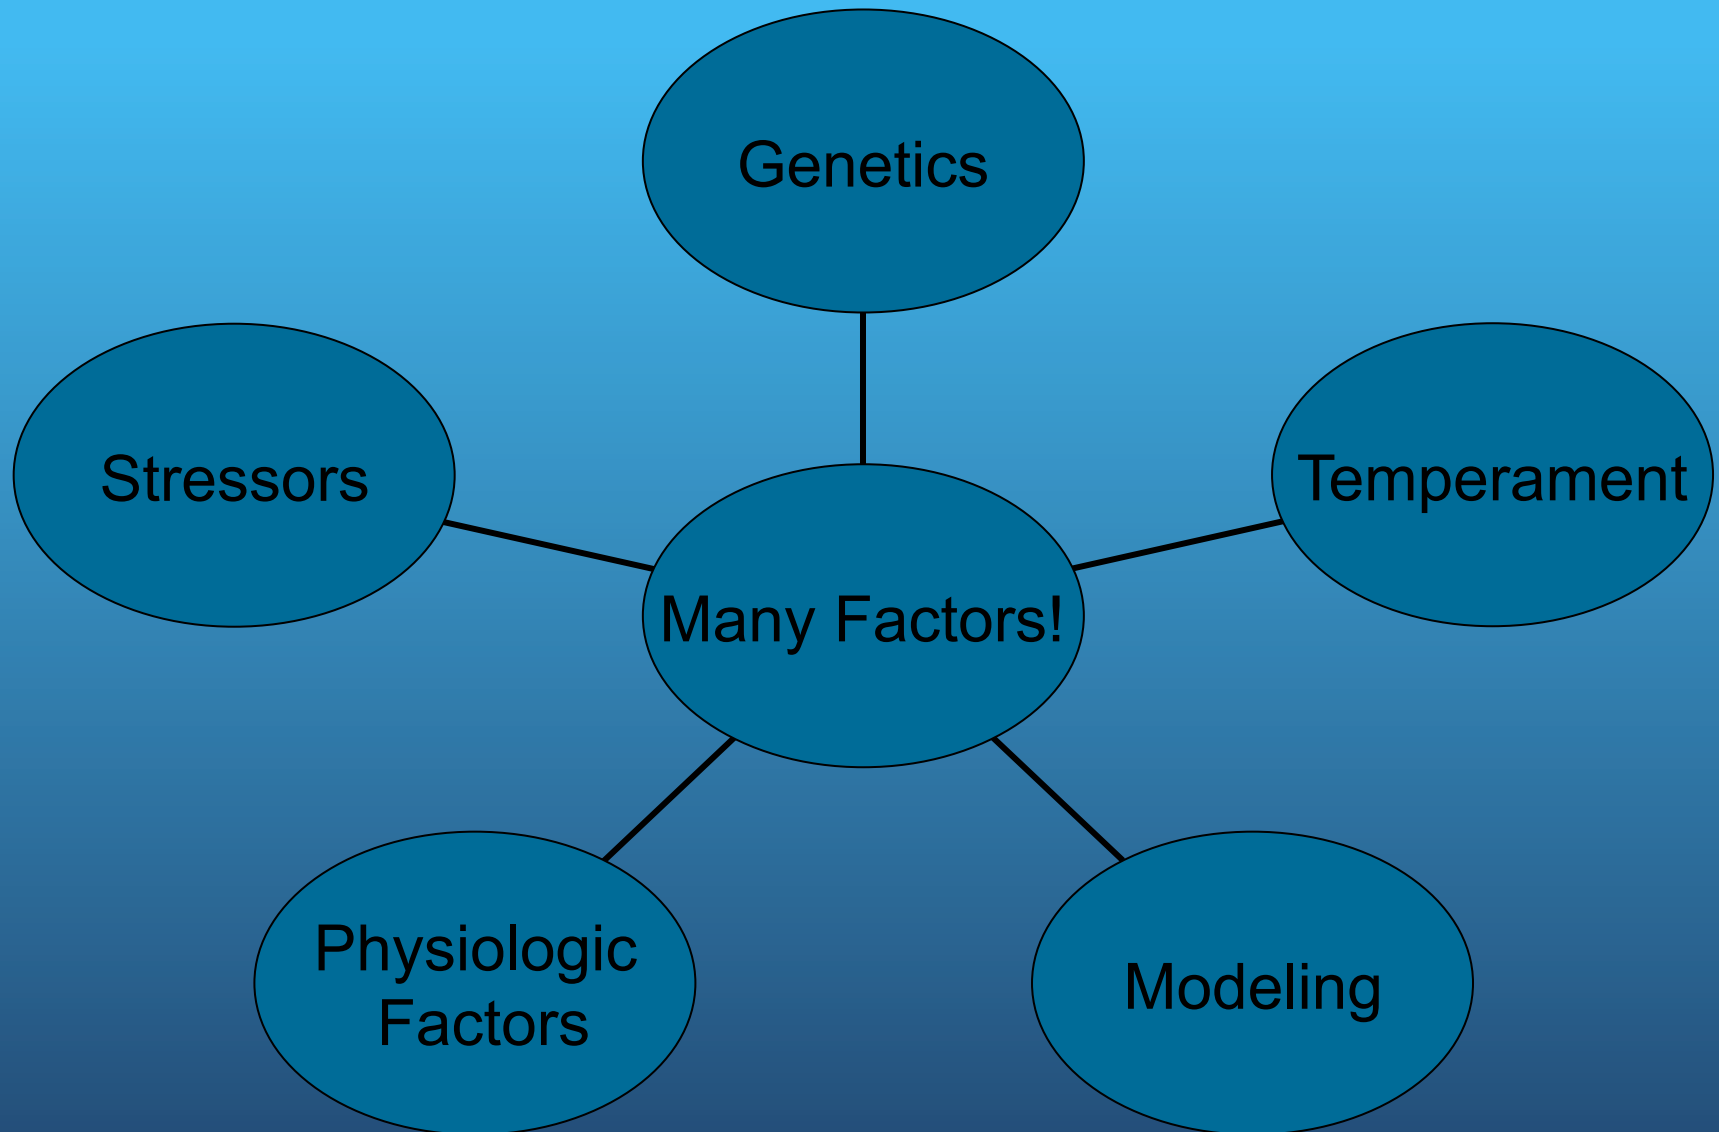 Genetics
Stressors
Temperament
Many Factors!
Physiologic
Factors
Modeling